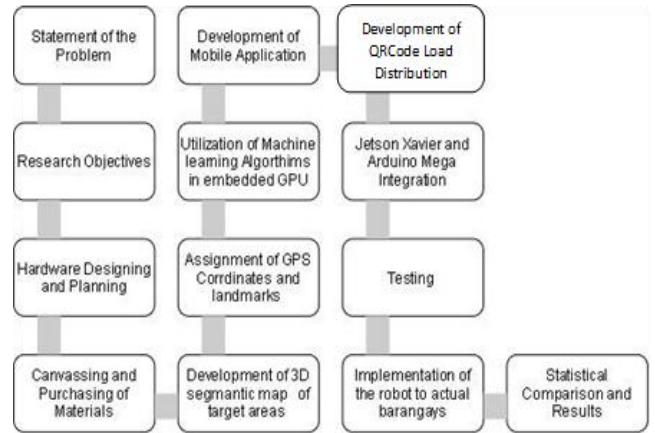 Statement of the
Problem
Research Objectives
Hardware Designing
and Planning
Canvassing and
Purchasing of
Materials
Development of 3D
segmantic map of
target areas
Assignment of GPS
Corrdinates and
landmarks
Utilization of Machine
learning Algorthims
in embedded GPU
Development of
Mobile Application
Development of
QRCode Load
Distribution
Jetson Xavier and
Arduino Mega
Integration
Testing
Implementation of
the robot to actual
barangays
Statistical
Comparison and
Results